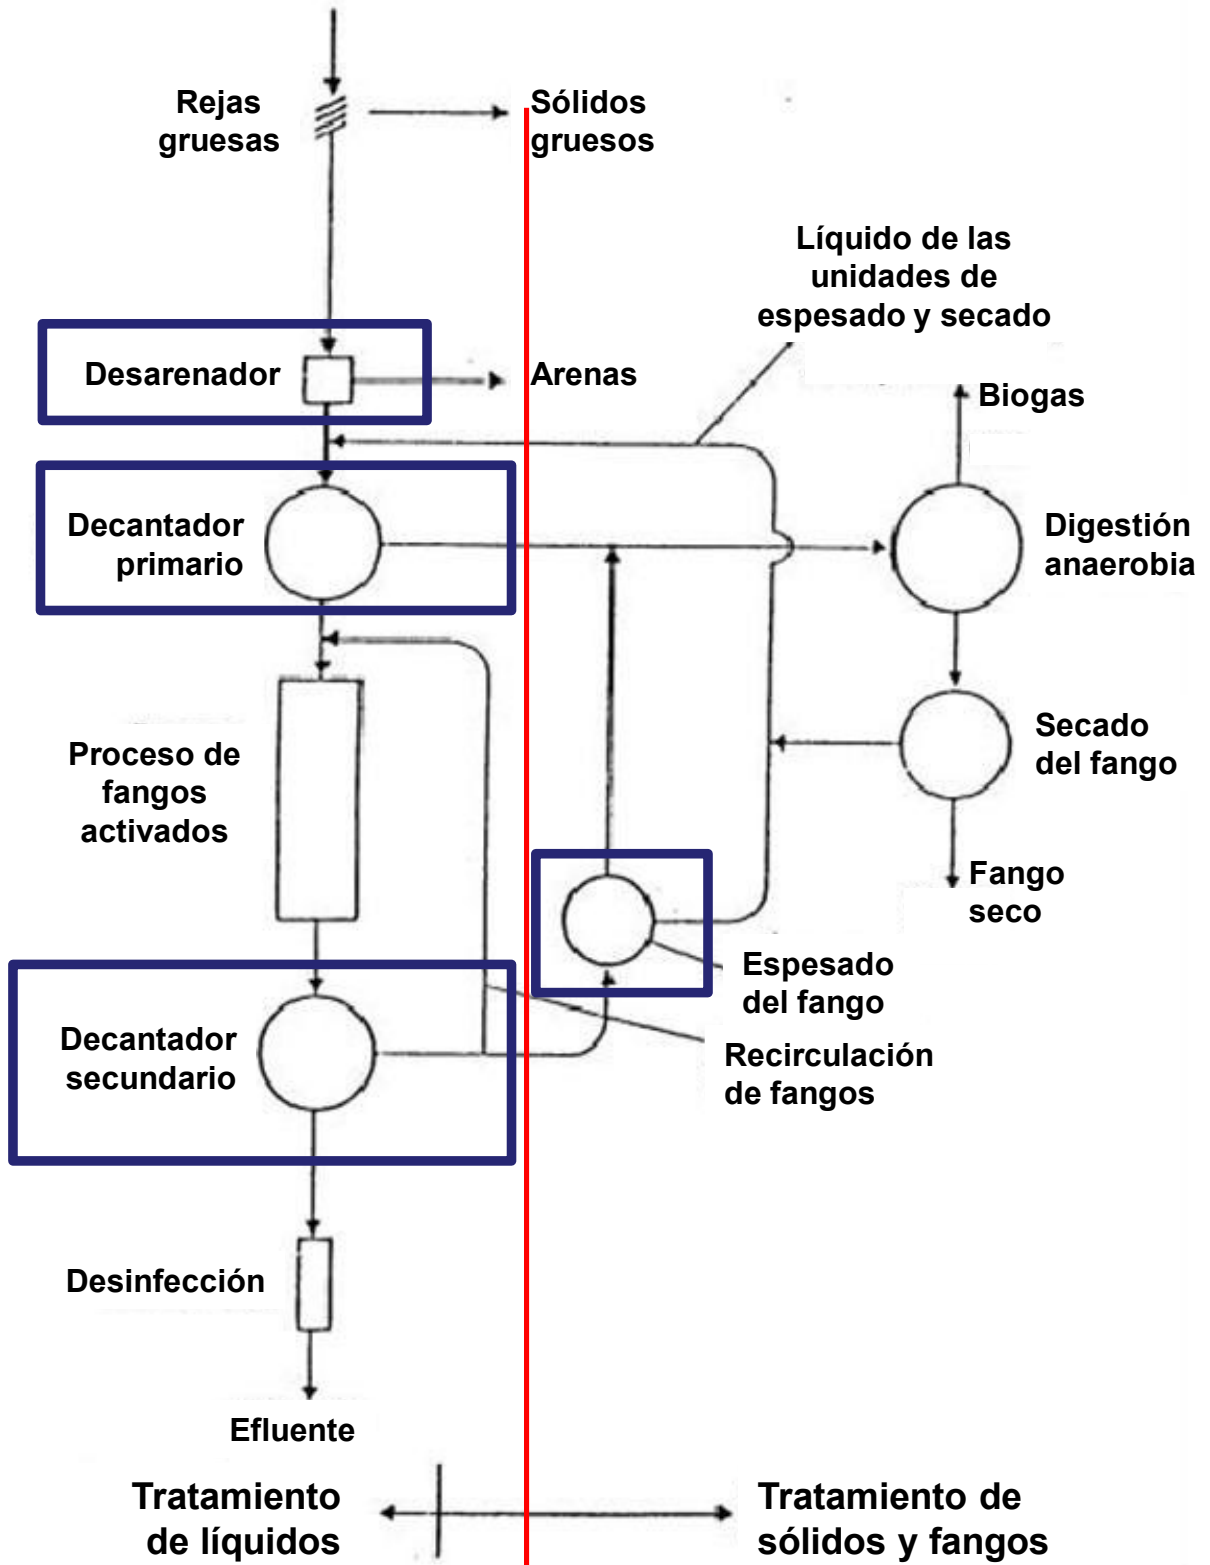 Rejas
gruesas
Sólidos
gruesos
Líquido de las
unidades de
espesado y secado
Desarenador
Arenas
Biogas
Decantador
primario
Digestión
anaerobia
Proceso de
fangos
activados
Secado
del fango
Fango
seco
Espesado
del fango
Decantador
secundario
Recirculación
de fangos
Desinfección
Efluente
Tratamiento
de líquidos
Tratamiento de
sólidos y fangos